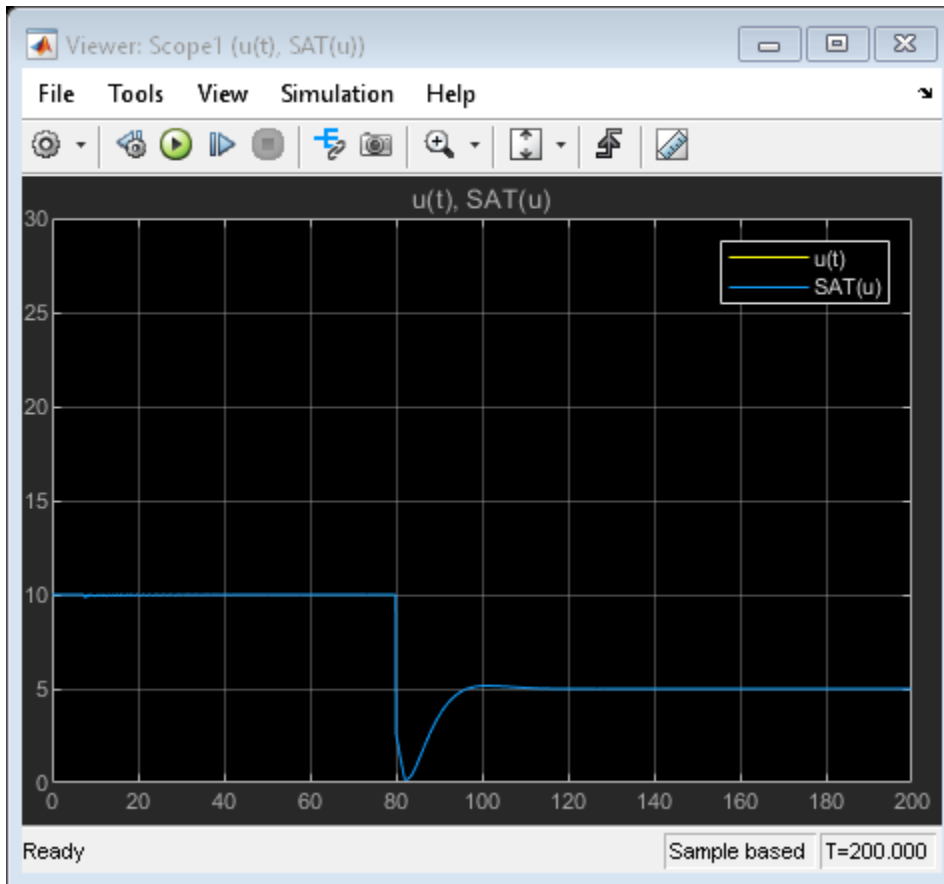 Viewer: Scope1 (u(t), SAT(u))
File Tools View Simulation Help
u(t), SAT(u)
u(t)
SAT(u)
30
25
20
15
10
5
0
0 20 40 60 80 100 120 140 160 180 200
Ready Sample based T=200.000